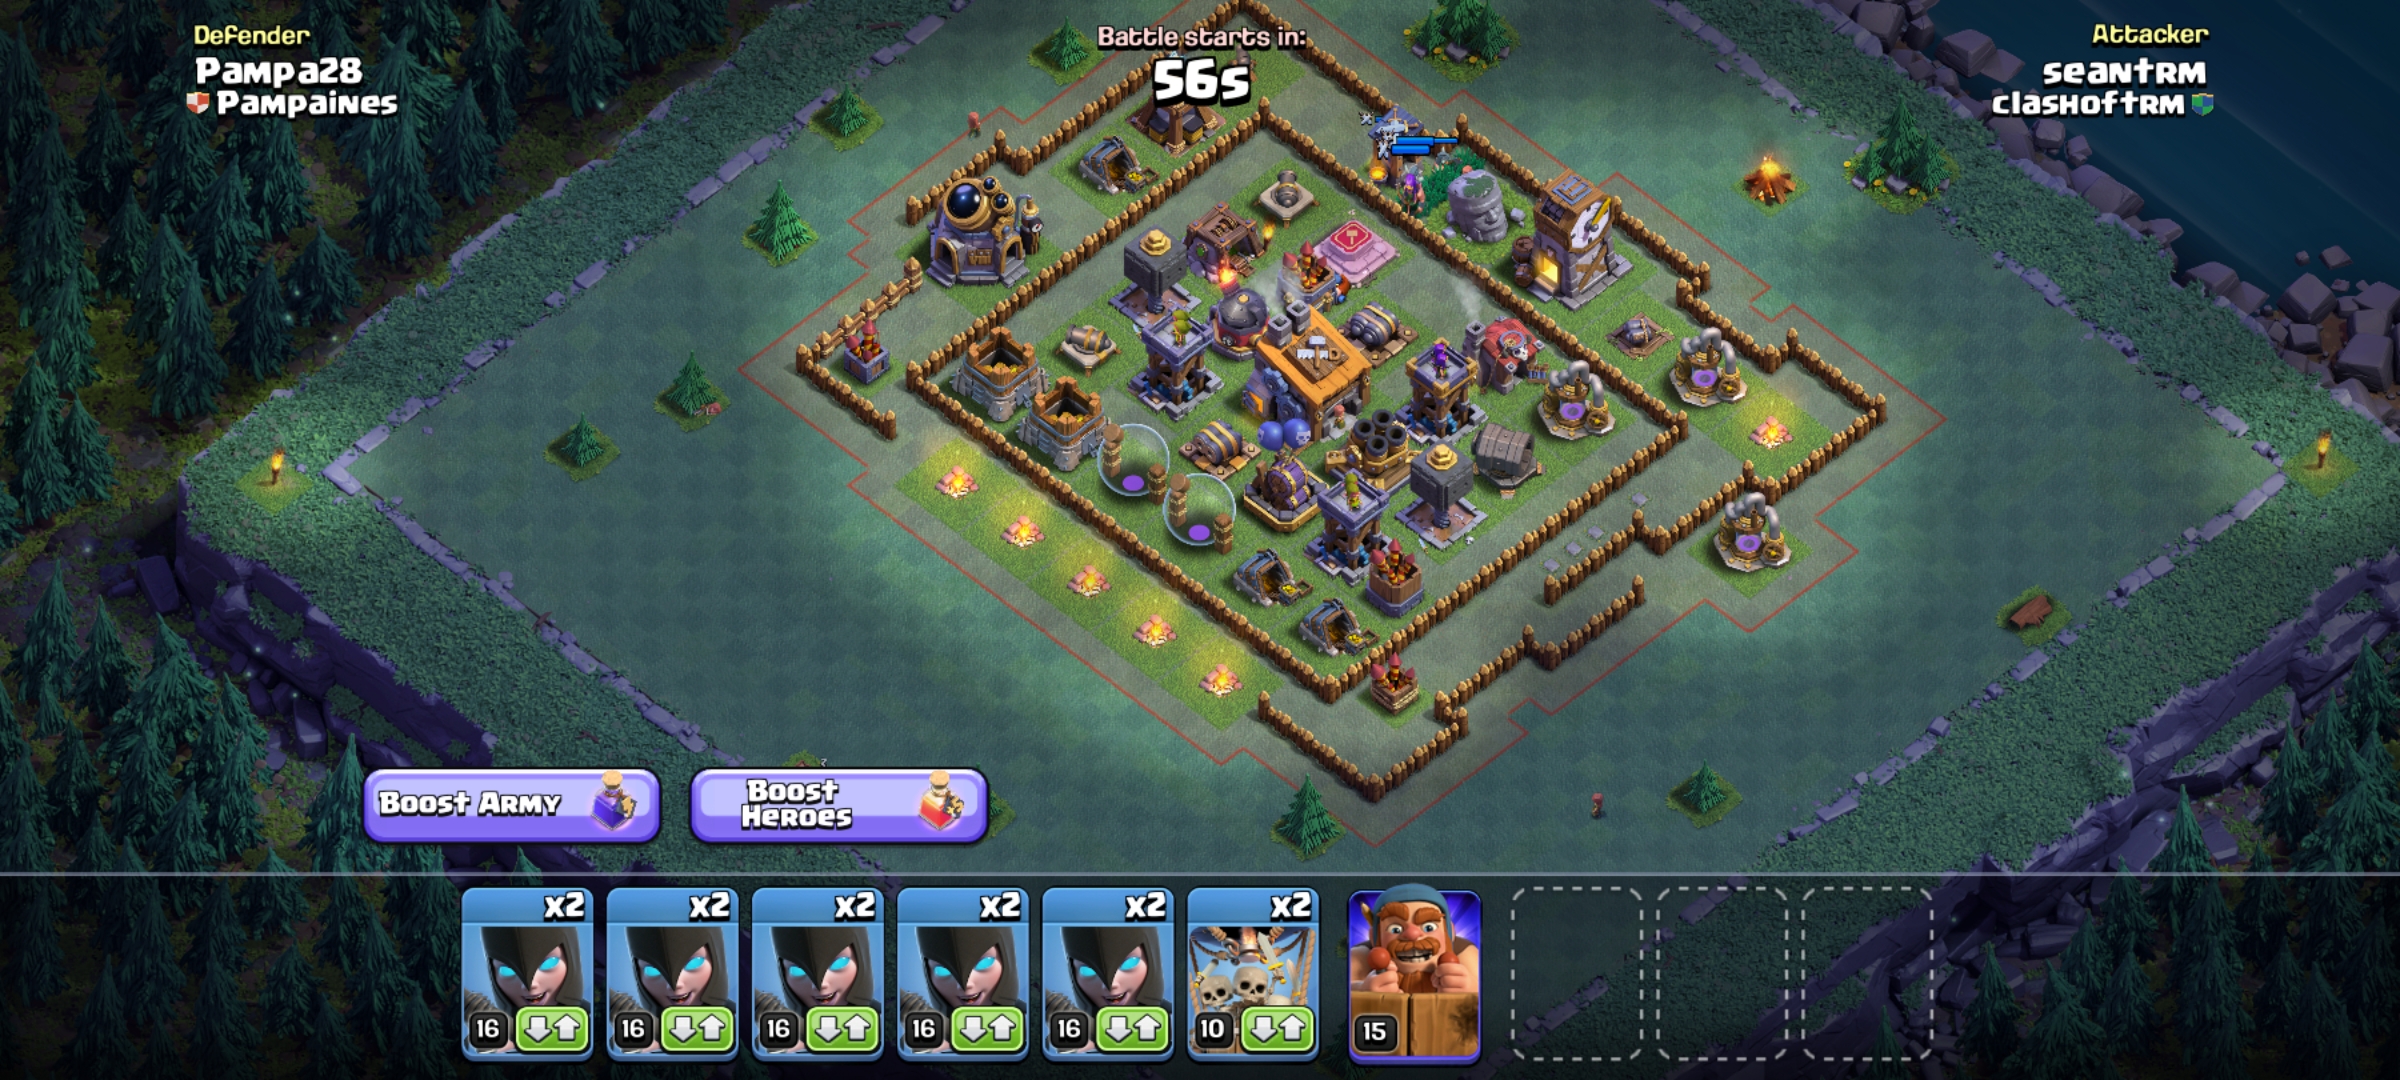 Defender
Pampa28
Pampaines
Battle starts in:
56s
Attacker
seantRM
clashoftRM
Boost Army
Boost
Heroes
x2
x2
x2
x2
x2
x2
16
16
16
16
16
10
15